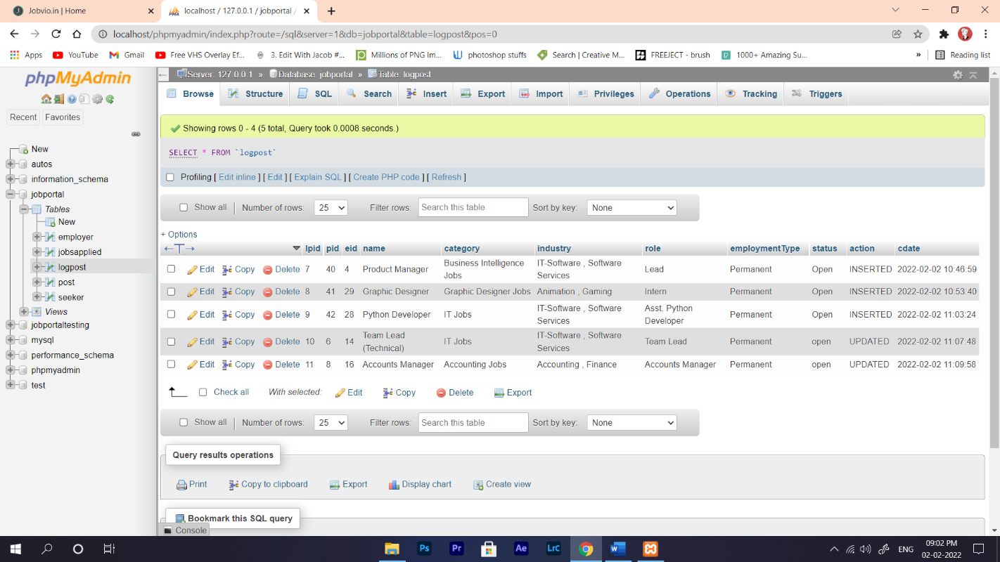 Jobvio.in | Home
localhost / 127.0.0.1 / jobportal /
localhost/phpmyadmin/index.php?route=/sql&server=1&db=jobportal&table=logpost&pos=0
Apps YouTube Gmail Free VHS Overlay Ef... 3. Edit With Jacob #... Millions of PNG Im... photoshop stuffs Search | Creative M... FREEJECT - brush 1000+ Amazing Su... » Reading list
phpMyAdmin
Recent Favorites
New
autos
information_schema
jobportal
Tables
New
employer
jobsapplied
logpost
post
seeker
Views
jobportaltesting
mysql
performance_schema
phpmyadmin
test
Server 127 0 0 1 » Database jobportal » Table logpost
Browse Structure SQL Search Insert Export Import Privileges Operations Tracking Triggers
Showing rows 0 - 4 (5 total, Query took 0.0008 seconds.)
SELECT * FROM `logpost`
Profiling [ Edit inline ] [ Edit ] [ Explain SQL ] [ Create PHP code ] [ Refresh ]
Show all | Number of rows: 25 Filter rows: Search this table Sort by key: None
+ Options
←T→ lpid pid eid name category industry role employmentType status action cdate
Edit Copy Delete 7 40 4 Product Manager Business Intelligence Jobs IT-Software , Software Services Lead Permanent Open INSERTED 2022-02-02 10:46:59
Edit Copy Delete 8 41 29 Graphic Designer Graphic Designer Jobs Animation , Gaming Intern Permanent Open INSERTED 2022-02-02 10:53:40
Edit Copy Delete 9 42 28 Python Developer IT Jobs IT-Software , Software Services Asst. Python Developer Permanent Open INSERTED 2022-02-02 11:03:24
Edit Copy Delete 10 6 14 Team Lead (Technical) IT Jobs IT-Software , Software Services Team Lead Permanent open UPDATED 2022-02-02 11:07:48
Edit Copy Delete 11 8 16 Accounts Manager Accounting Jobs Accounting , Finance Accounts Manager Permanent open UPDATED 2022-02-02 11:09:58
Check all With selected: Edit Copy Delete Export
Show all | Number of rows: 25 Filter rows: Search this table Sort by key: None
Query results operations
Print Copy to clipboard Export Display chart Create view
Bookmark this SQL query
Console
Ps Pr Ae LrC W ENG 09:02 PM
02-02-2022